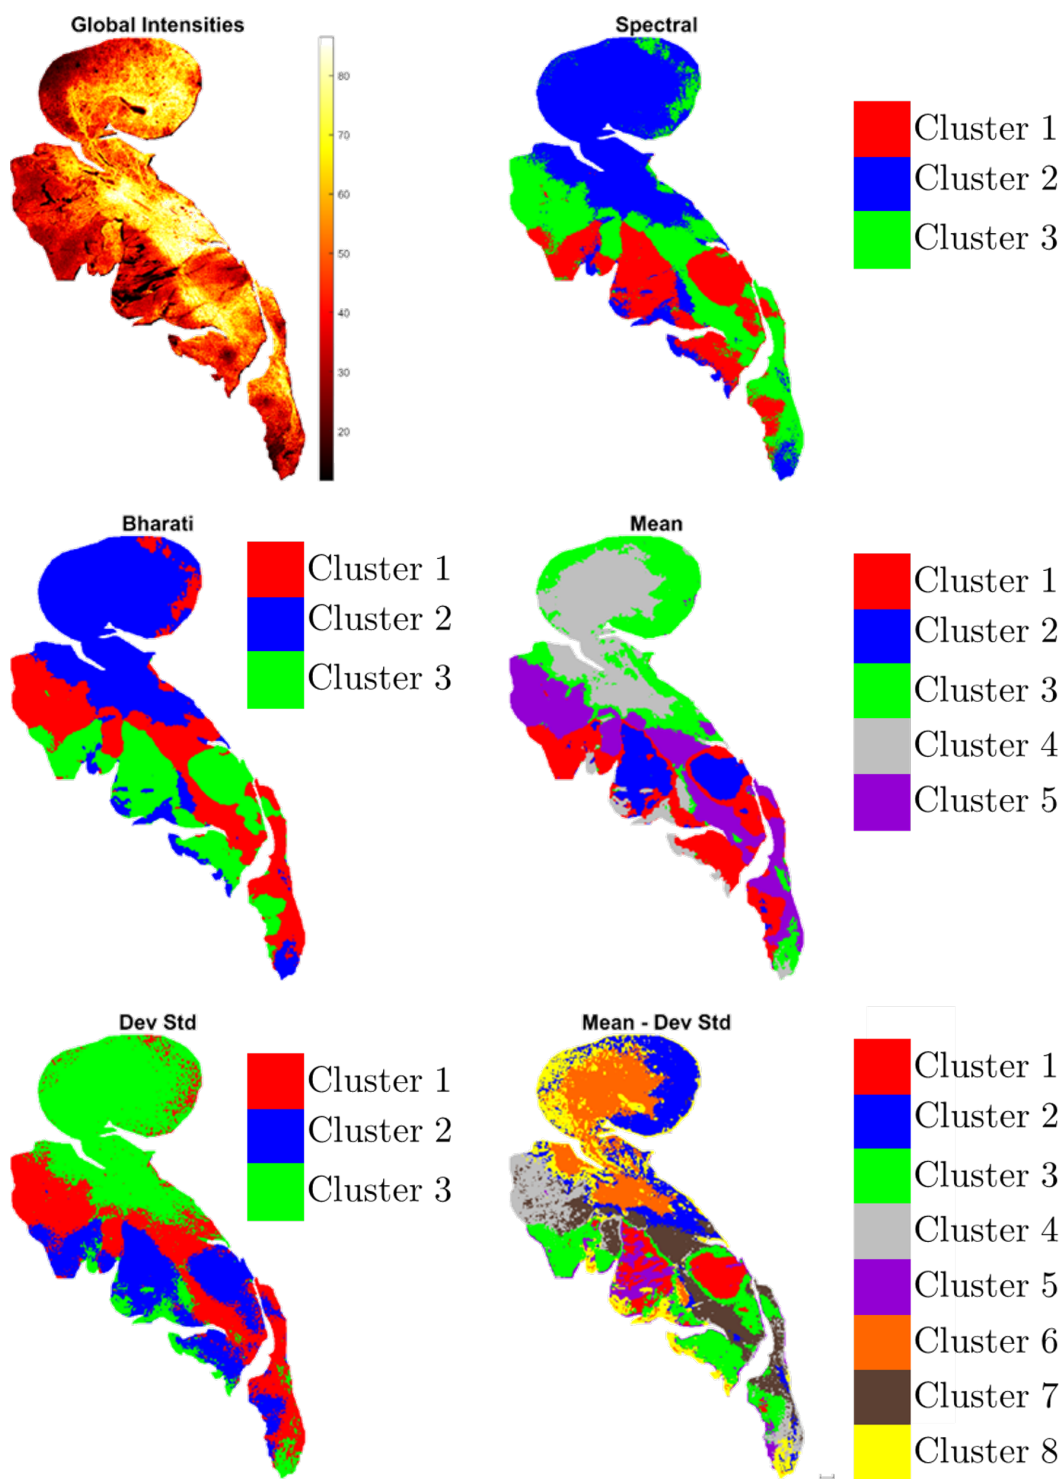 Global Intensities
80
70
60
50
40
30
20
Spectral
Cluster 1
Cluster 2
Cluster 3
Bharati
Cluster 1
Cluster 2
Cluster 3
Mean
Cluster 1
Cluster 2
Cluster 3
Cluster 4
Cluster 5
Dev Std
Cluster 1
Cluster 2
Cluster 3
Mean - Dev Std
Cluster 1
Cluster 2
Cluster 3
Cluster 4
Cluster 5
Cluster 6
Cluster 7
Cluster 8